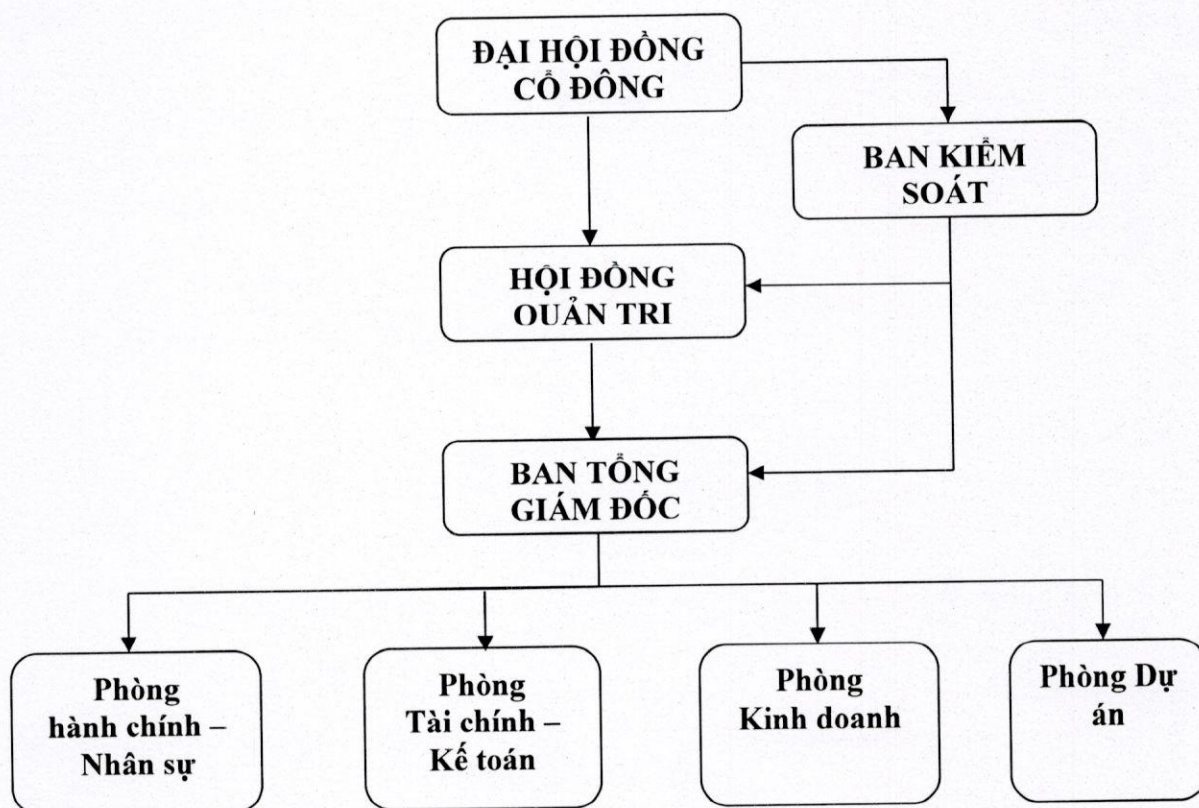 ĐẠI HỘI ĐỒNG
CỔ ĐÔNG
BAN KIỂM
SOÁT
HỘI ĐỒNG
QUẢN TRI
BAN TỔNG
GIÁM ĐỐC
Phòng
hành chính –
Nhân sự
Phòng
Tài chính –
Kế toán
Phòng
Kinh doanh
Phòng Dự
án